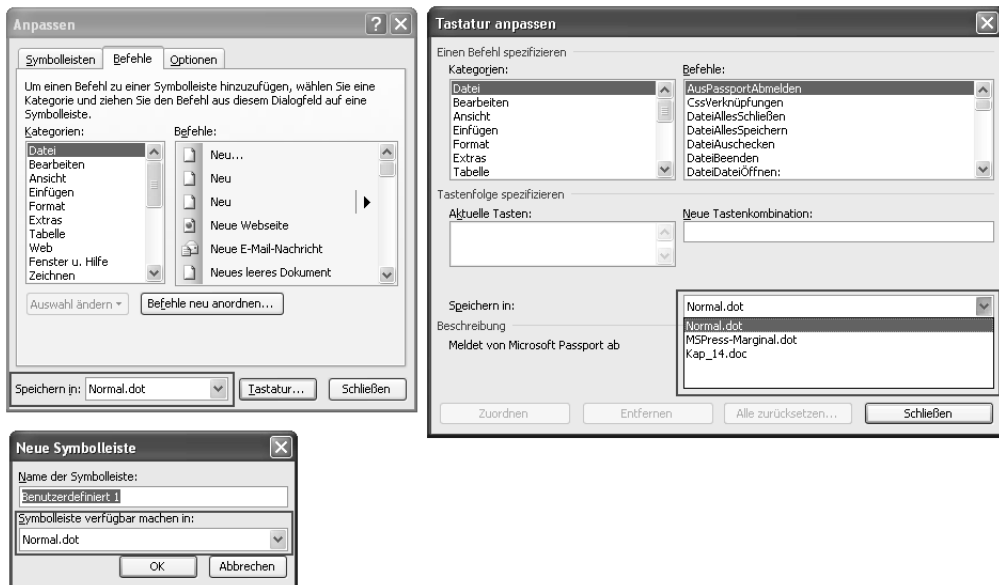 Anpassen
Symbolleisten Befehle Optionen
Um einen Befehl zu einer Symbolleiste hinzuzufügen, wählen Sie eine
Kategorie und ziehen Sie den Befehl aus diesem Dialogfeld auf eine
Symbolleiste.
Kategorien: Befehle:
Datei
Bearbeiten
Ansicht
Einfügen
Format
Extras
Tabelle
Web
Fenster u. Hilfe
Zeichnen
Neu...
Neu
Neu
Neue Webseite
Neue E-Mail-Nachricht
Neues leeres Dokument
Auswahl ändern Befehle neu anordnen...
Speichern in: Normal.dot Tastatur... Schließen
Tastatur anpassen
Einen Befehl spezifizieren
Kategorien: Befehle:
Datei
Bearbeiten
Ansicht
Einfügen
Format
Extras
Tabelle
AusPassportAbmelden
CssVerknüpfungen
DateiAllesSchließen
DateiAllesSpeichern
DateiAuschecken
DateiBeenden
DateiDateiÖffnen:
Tastenfolge spezifizieren
Aktuelle Tasten: Neue Tastenkombination:
Speichern in: Normal.dot
Normal.dot
MSPress-Marginal.dot
Kap_14.doc
Beschreibung
Meldet von Microsoft Passport ab
Zuordnen Entfernen Alle zurücksetzen... Schließen
Neue Symbolleiste
Name der Symbolleiste:
Benutzerdefiniert 1
Symbolleiste verfügbar machen in:
Normal.dot
OK Abbrechen